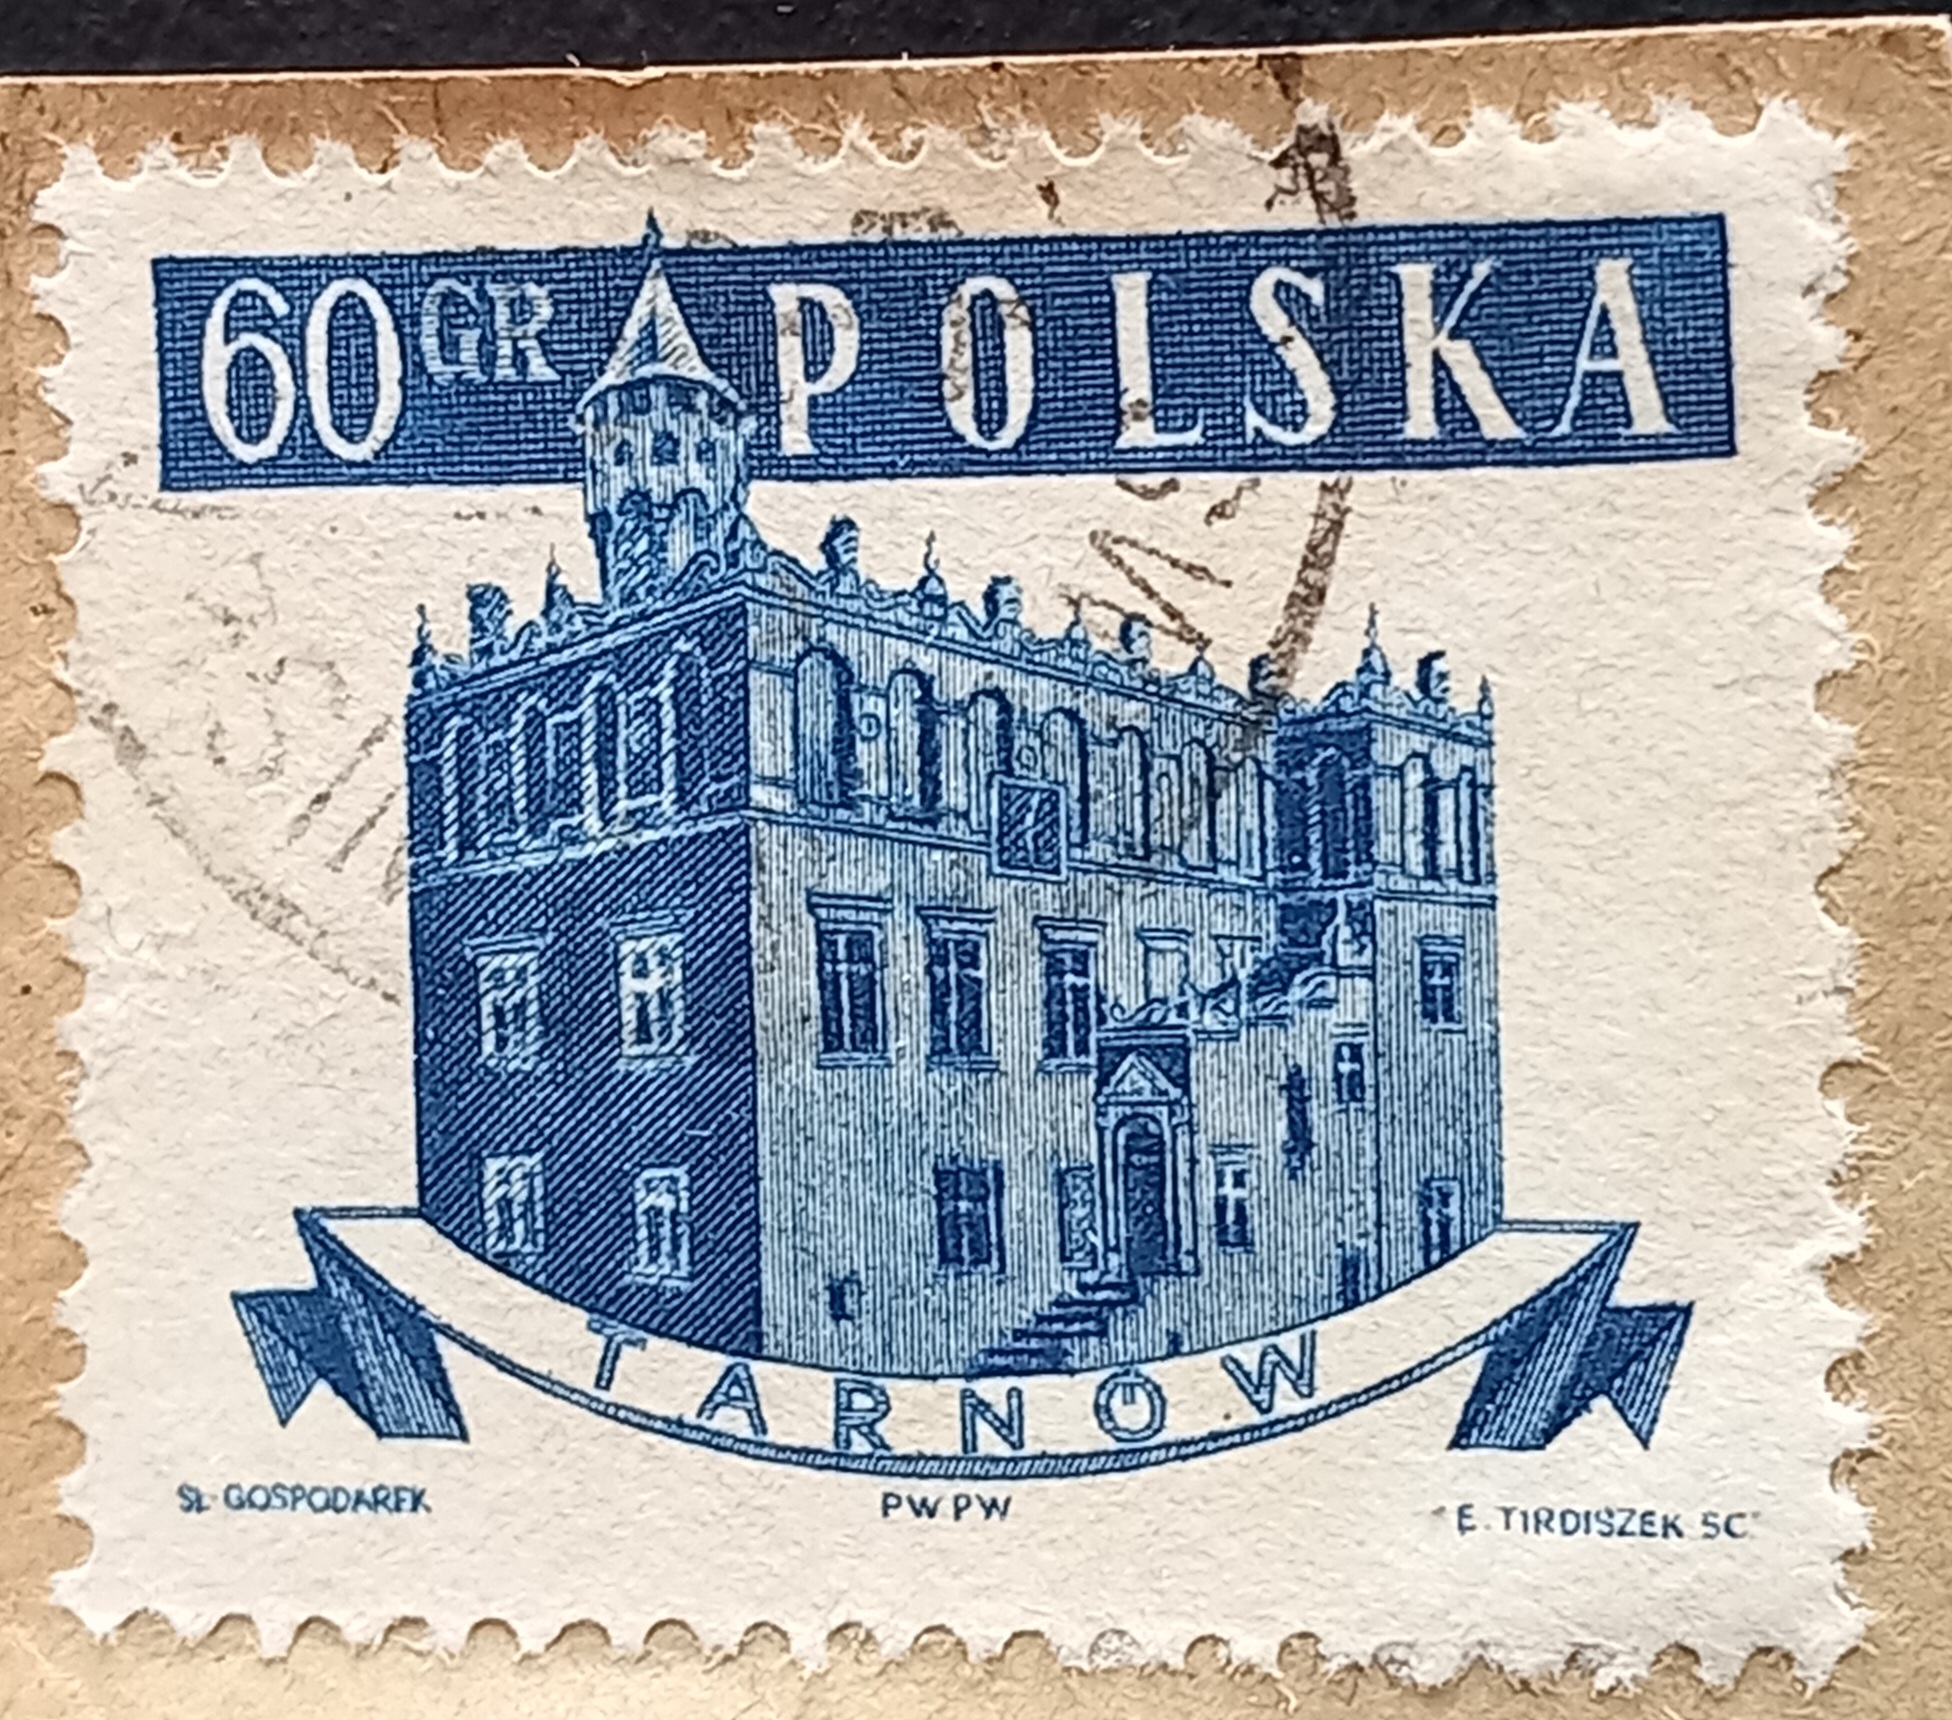 60 GR POLSKA
TARNÓW
SŁ. GOSPODAREK PWPW E. TIRDISZEK SC